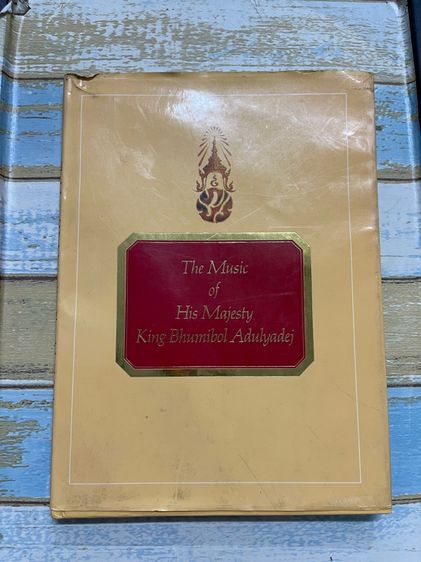 The Music
of
His Majesty
King Bhumibol Adulyadej